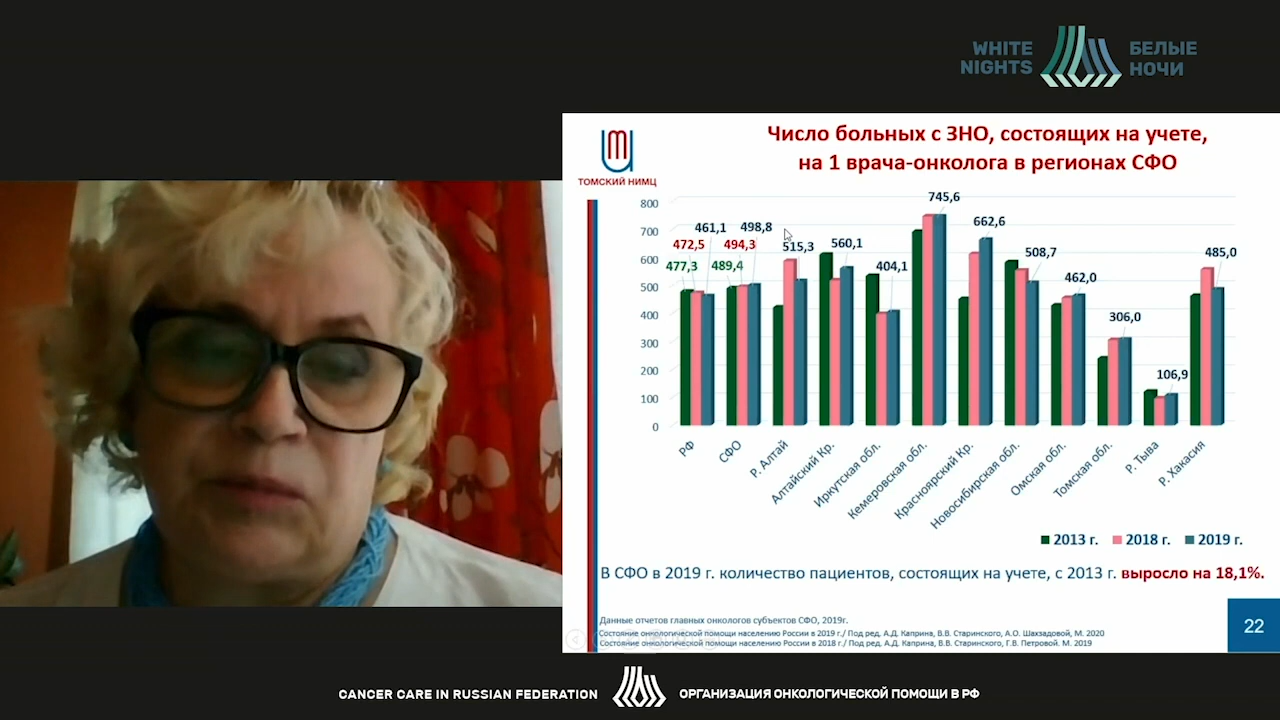 WHITE
NIGHTS
БЕЛЫЕ
НОЧИ
ТОМСКИЙ НИМЦ
Число больных с ЗНО, состоящих на учете,
на 1 врача-онколога в регионах СФО
800
700
600
500
400
300
200
100
0
477,3
472,5
461,1
489,4
494,3
498,8
515,3
560,1
404,1
745,6
662,6
508,7
462,0
306,0
106,9
485,0
РФ
СФО
Р. Алтай
Алтайский Кр.
Иркутская обл.
Кемеровская обл.
Красноярский Кр.
Новосибирская обл.
Омская обл.
Томская обл.
Р. Тыва
Р. Хакасия
2013 г.
2018 г.
2019 г.
В СФО в 2019 г. количество пациентов, состоящих на учете, с 2013 г. выросло на 18,1%.
Данные отчетов главных онкологов субъектов СФО, 2019г.
Состояние онкологической помощи населению России в 2019 г./ Под ред, А.Д. Каприна, В.В. Старинского, А.О. Шахзадовой, М. 2020
Состояние онкологической помощи населению России в 2018 г./ Под ред, А.Д. Каприна, В.В. Старинского, Г.В. Петровой. М. 2019
22
CANCER CARE IN RUSSIAN FEDERATION
ОРГАНИЗАЦИЯ ОНКОЛОГИЧЕСКОЙ ПОМОЩИ В РФ